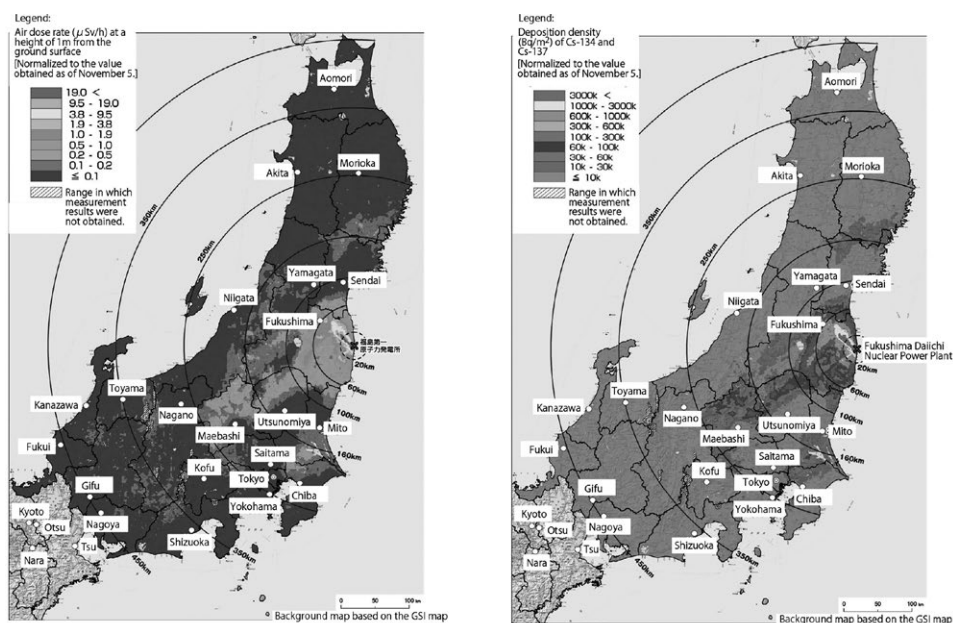 Legend:
Air dose rate (μSv/h) at a
height of 1m from the
ground surface
[Normalized to the value
obtained as of November 5.]
19.0 <
9.5 - 19.0
3.8 - 9.5
1.9 - 3.8
1.0 - 1.9
0.5 - 1.0
0.2 - 0.5
0.1 - 0.2
≦ 0.1
Range in which
measurement
results were
not obtained.
Aomori
Akita
Morioka
350km
250km
Yamagata
Sendai
Niigata
Fukushima
福島第一
原子力発電所
20km
60km
Toyama
Kanazawa
Nagano
100km
Utsunomiya
Maebashi
Mito
Fukui
160km
Saitama
Kofu
Tokyo
Gifu
Chiba
Yokohama
Kyoto
Otsu
Nagoya
Tsu
Shizuoka
Nara
450km
350km
0 50 100 km
Background map based on the GSI map
Legend:
Deposition density
(Bq/m²) of Cs-134 and
Cs-137
[Normalized to the value
obtained as of November 5.]
3000k <
1000k - 3000k
600k - 1000k
300k - 600k
100k - 300k
60k - 100k
30k - 60k
10k - 30k
≦ 10k
Range in which
measurement
results were
not obtained.
Aomori
Akita
Morioka
350km
250km
Yamagata
Sendai
Niigata
Fukushima
Fukushima Daiichi
Nuclear Power Plant
20km
60km
Toyama
Kanazawa
Nagano
100km
Utsunomiya
Maebashi
Mito
Fukui
160km
Saitama
Kofu
Tokyo
Gifu
Chiba
Yokohama
Kyoto
Otsu
Nagoya
Tsu
Shizuoka
Nara
450km
350km
0 50 100 km
Background map based on the GSI map